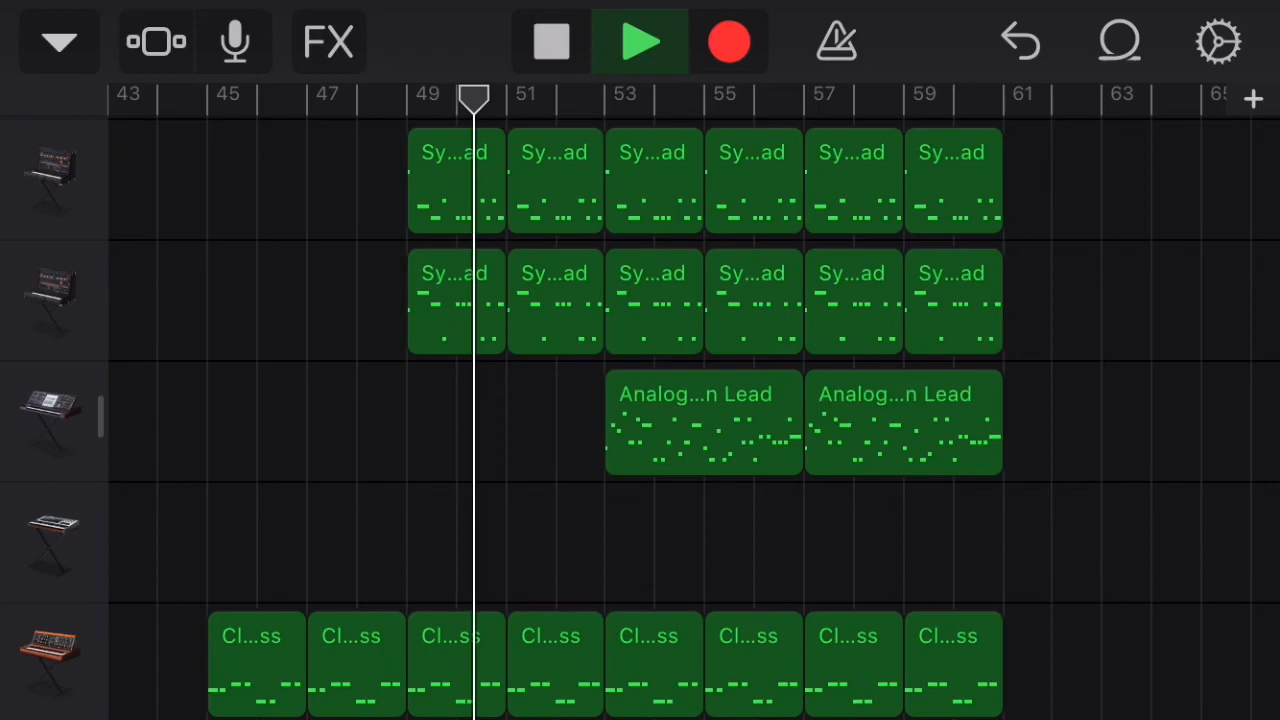 FX
43 45 47 49 51 53 55 57 59 61 63
Sy...ad Sy...ad Sy...ad Sy...ad Sy...ad Sy...ad
Sy...ad Sy...ad Sy...ad Sy...ad Sy...ad Sy...ad
Analog...n Lead Analog...n Lead
Cl...ss Cl...ss Cl...ss Cl...ss Cl...ss Cl...ss Cl...ss Cl...ss